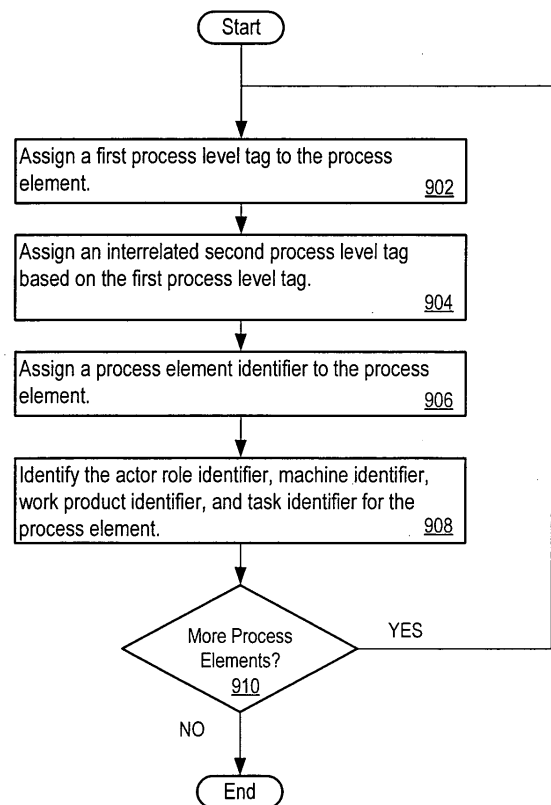 Start
Assign a first process level tag to the process
element.
902
Assign an interrelated second process level tag
based on the first process level tag.
904
Assign a process element identifier to the process
element.
906
Identify the actor role identifier, machine identifier,
work product identifier, and task identifier for the
process element.
908
More Process
Elements?
910
YES
NO
End